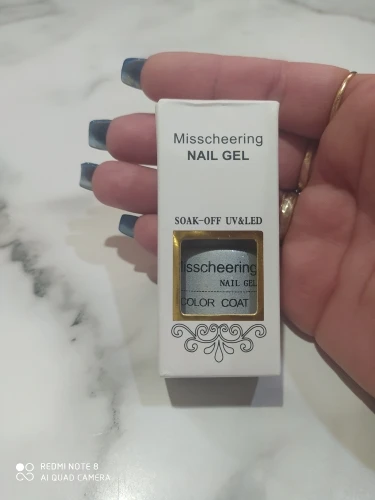 Misscheering
NAIL GEL
SOAK-OFF UV&LED
isscheering
NAIL GEL
COLOR COAT
REDMI NOTE 8
AI QUAD CAMERA